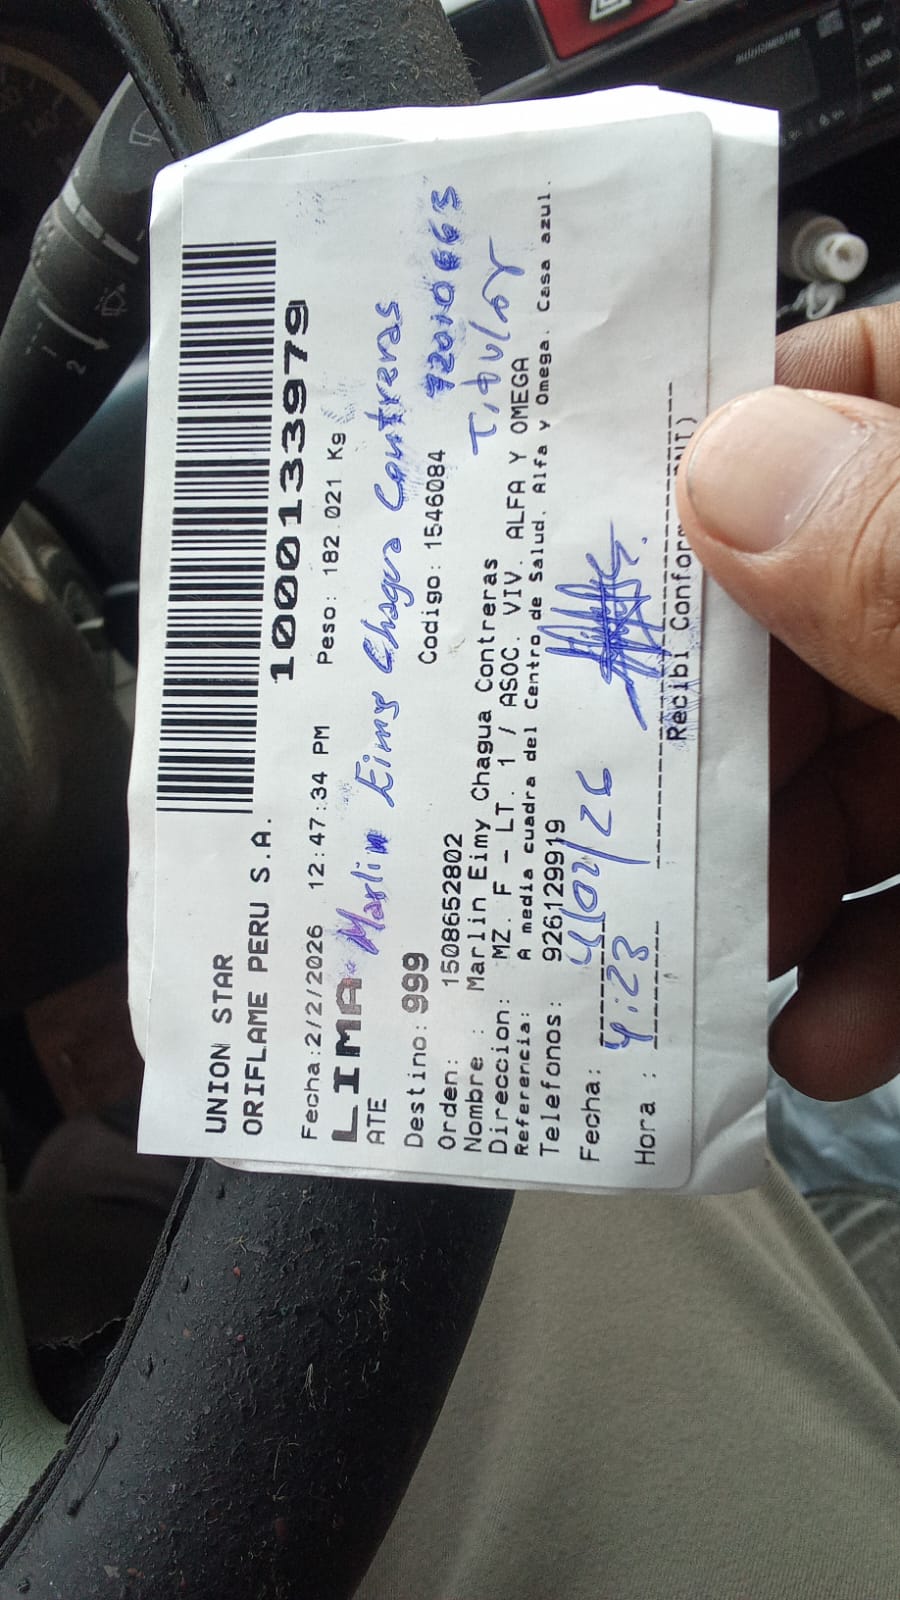 UNION STAR
ORIFLAME PERU S.A.
10001333979
Fecha:2/2/2026 12:47:34 PM Peso: 182.021 Kg
LIMA
ATE
Marlin Eimy Chagua Contreras
Destino: 999 Codigo: 1546084
Orden: 1508652802
Titular
Nombre : Marlin Eimy Chagua Contreras
Direccion: MZ. F - LT. 1 / ASOC. VIV. ALFA Y OMEGA
Referencia: A media cuadra del Centro de Salud. Alfa y Omega. Casa azul.
Telefonos: 926129919
Fecha: 4/02/26
Hora : 4:23
Recibi
2